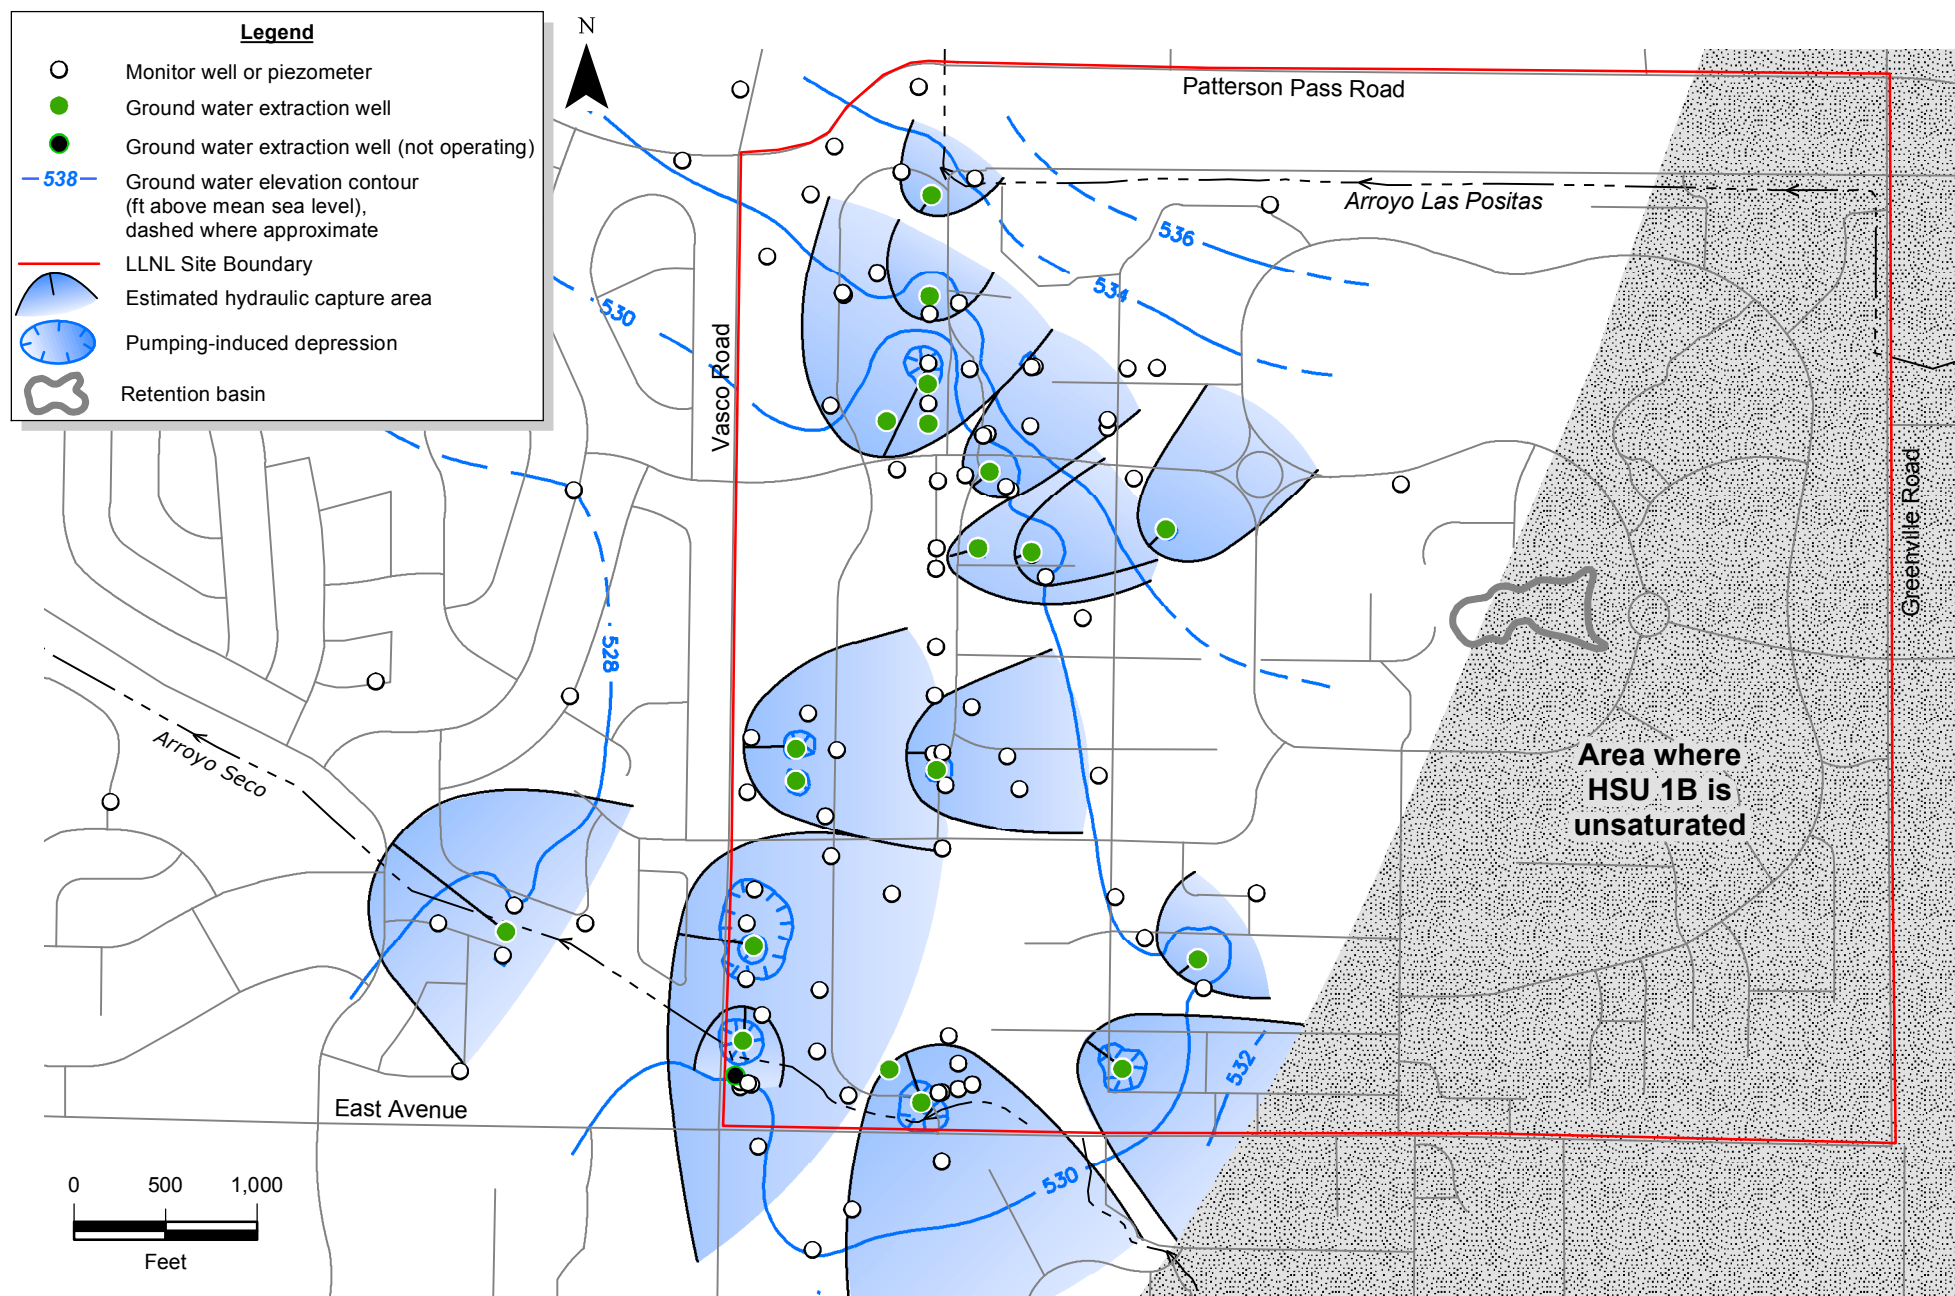 Legend
Monitor well or piezometer
Ground water extraction well
Ground water extraction well (not operating)
538
Ground water elevation contour
(ft above mean sea level),
dashed where approximate
LLNL Site Boundary
Estimated hydraulic capture area
Pumping-induced depression
Retention basin
N
Patterson Pass Road
Arroyo Las Positas
536
534
530
Vasco Road
Greenville Road
528
Arroyo Seco
Area where
HSU 1B is
unsaturated
532
East Avenue
530
0 500 1,000
Feet